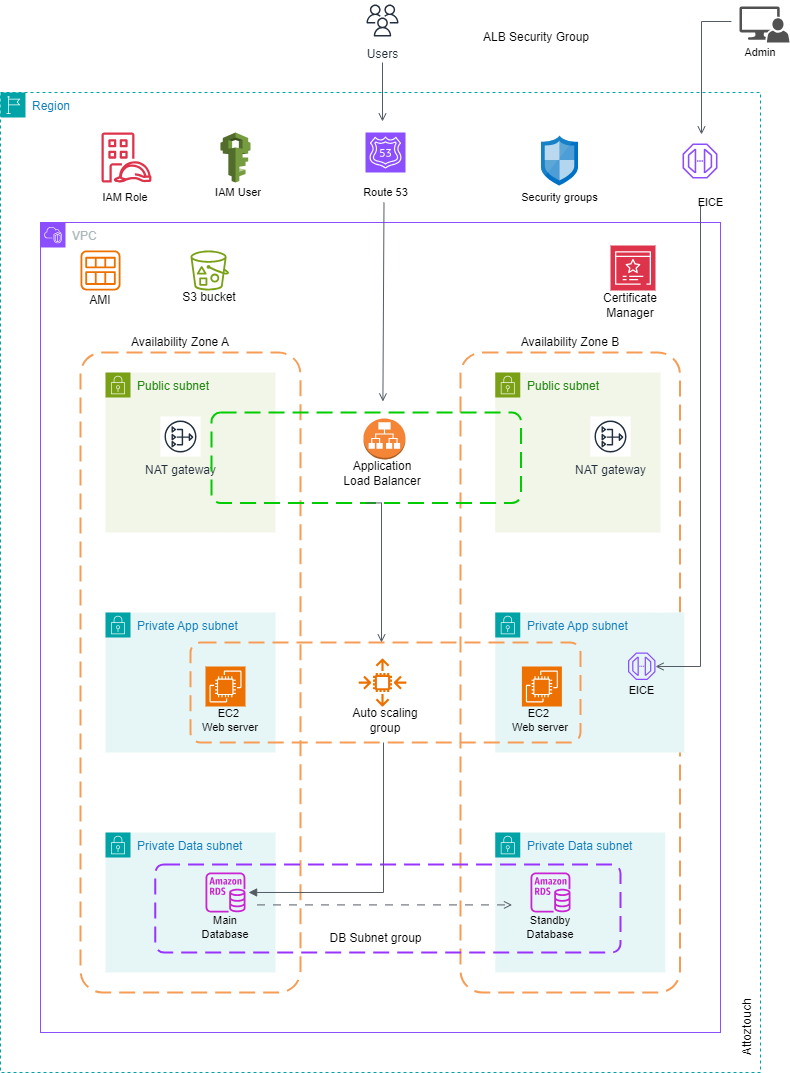 ALB Security Group
Users
Admin
Region
IAM Role
IAM User
53
Route 53
Security groups
EICE
VPC
AMI
S3 bucket
Certificate
Manager
Availability Zone A
Availability Zone B
Public subnet
Public subnet
NAT gateway
Application
Load Balancer
NAT gateway
Private App subnet
Private App subnet
EC2
Web server
Auto scaling
group
EC2
Web server
EICE
Private Data subnet
Private Data subnet
Amazon
RDS
Main
Database
Amazon
RDS
Standby
Database
DB Subnet group
Attoztouch